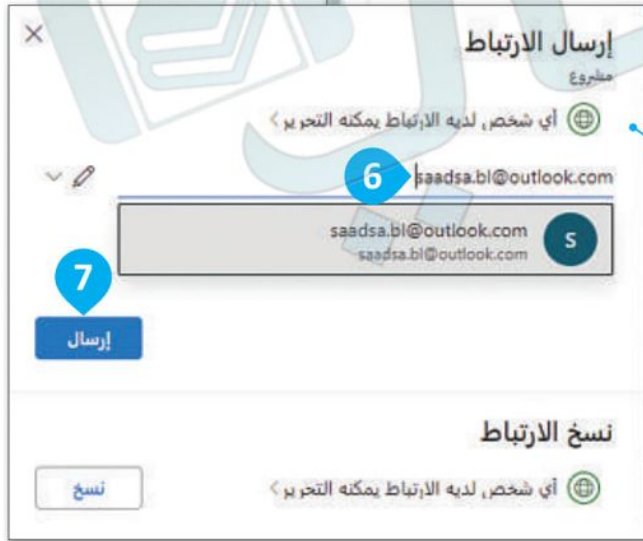 إرسال الارتباط
مشروع
أي شخص لديه الارتباط يمكنه التحرير >
6 saadsa.bl@outlook.com
saadsa.bl@outlook.com
S
saadsa.bl@outlook.com
7
إرسال
نسخ الارتباط
أي شخص لديه الارتباط يمكنه التحرير >
نسخ